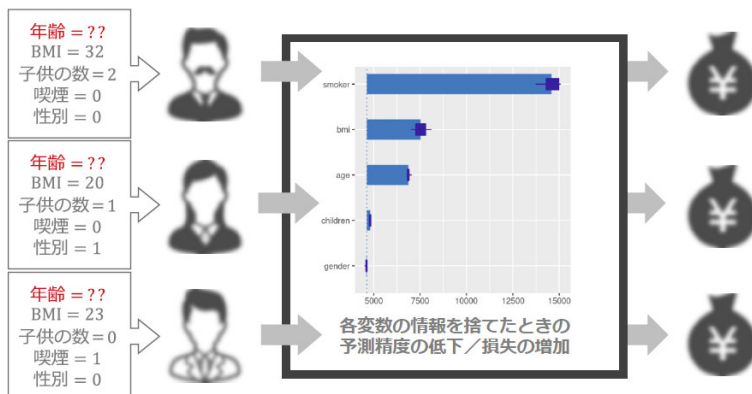 年齢 = ??
BMI = 32
子供の数 = 2
喫煙 = 0
性別 = 0
年齢 = ??
BMI = 20
子供の数 = 1
喫煙 = 0
性別 = 1
年齢 = ??
BMI = 23
子供の数 = 0
喫煙 = 1
性別 = 0
smoker
bmi
age
children
gender
5000 7500 10000 12500 15000
各変数の情報を捨てたときの
予測精度の低下／損失の増加
¥
¥
¥